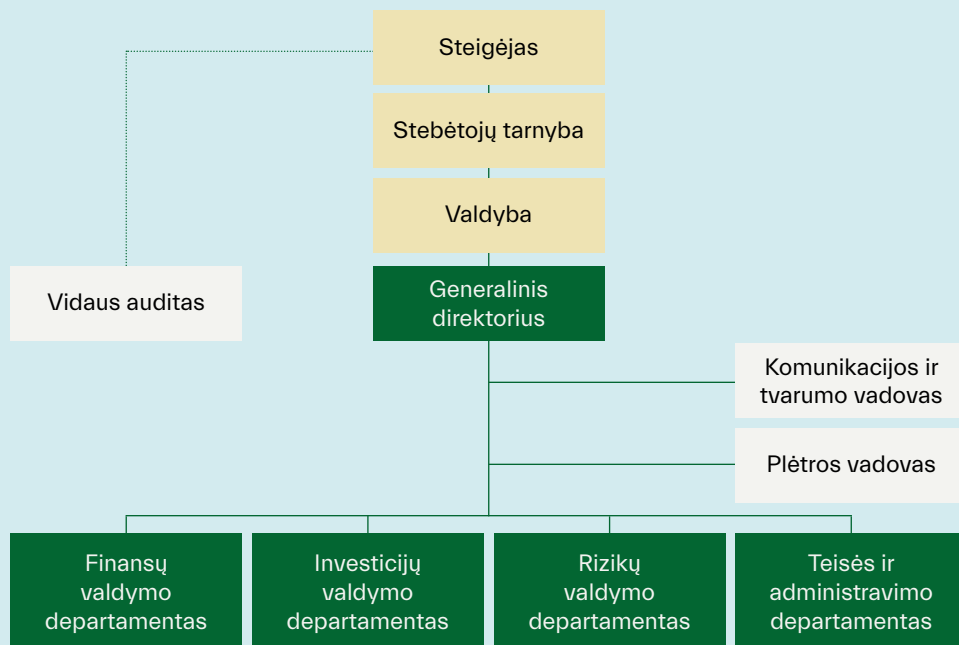 Steigėjas
Stebėtojų tarnyba
Valdyba
Vidaus auditas
Generalinis
direktorius
Komunikacijos ir
tvarumo vadovas
Plėtros vadovas
Finansų
valdymo
departamentas
Investicijų
valdymo
departamentas
Rizikų
valdymo
departamentas
Teisės ir
administravimo
departamentas